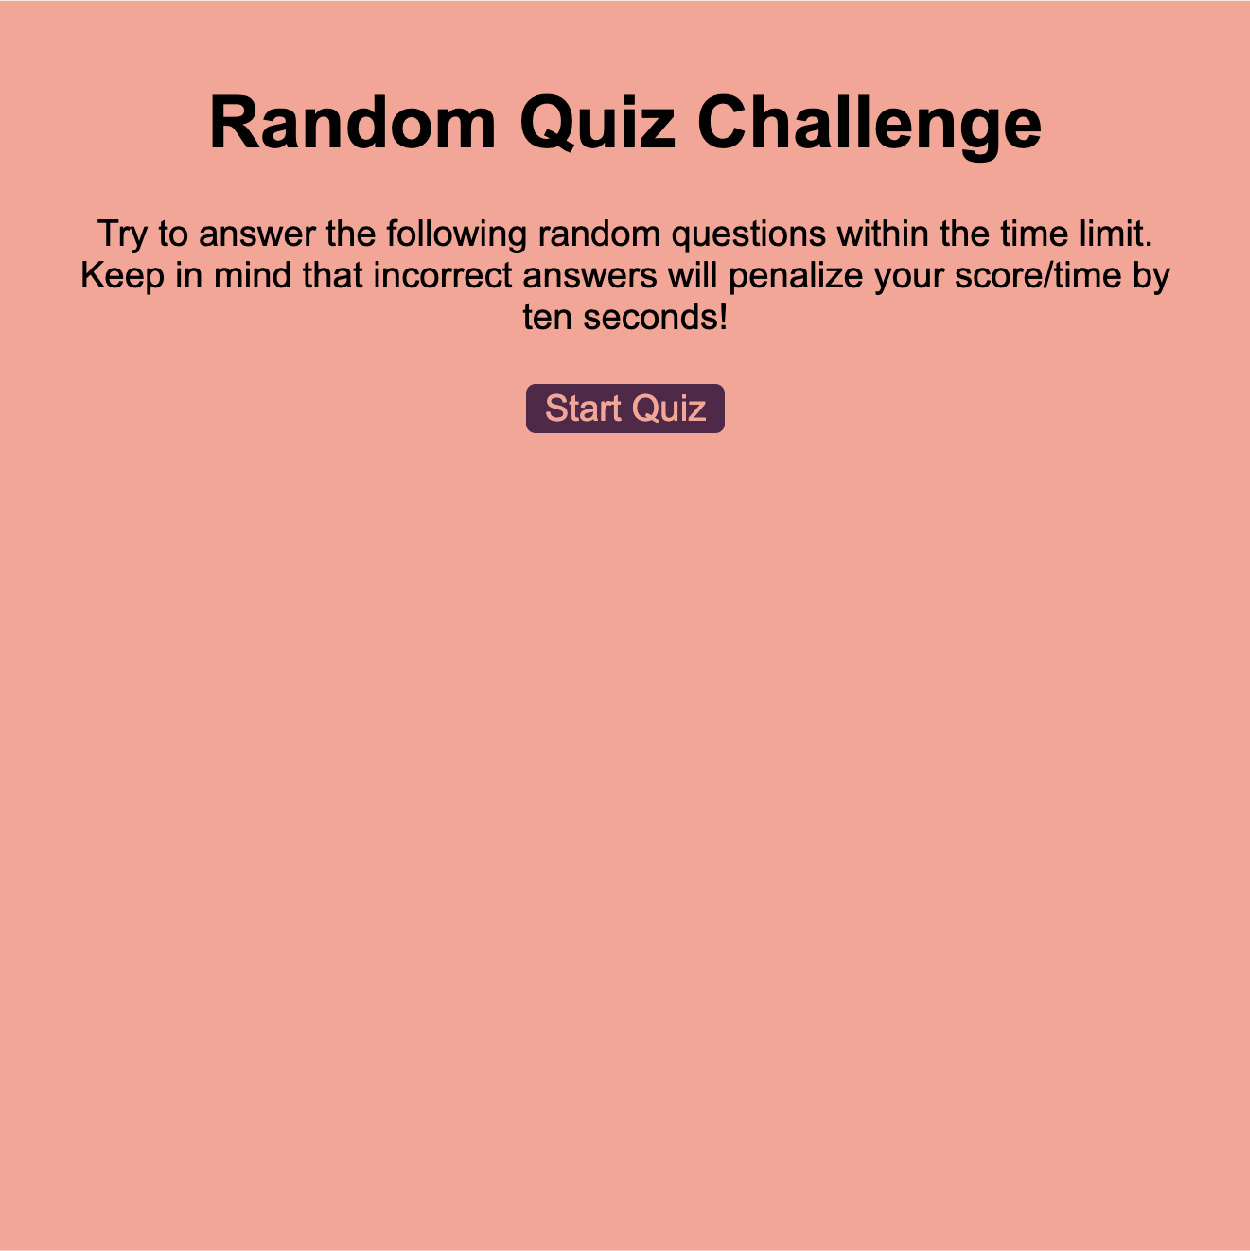 Random Quiz Challenge
Try to answer the following random questions within the time limit.
Keep in mind that incorrect answers will penalize your score/time by
ten seconds!
Start Quiz